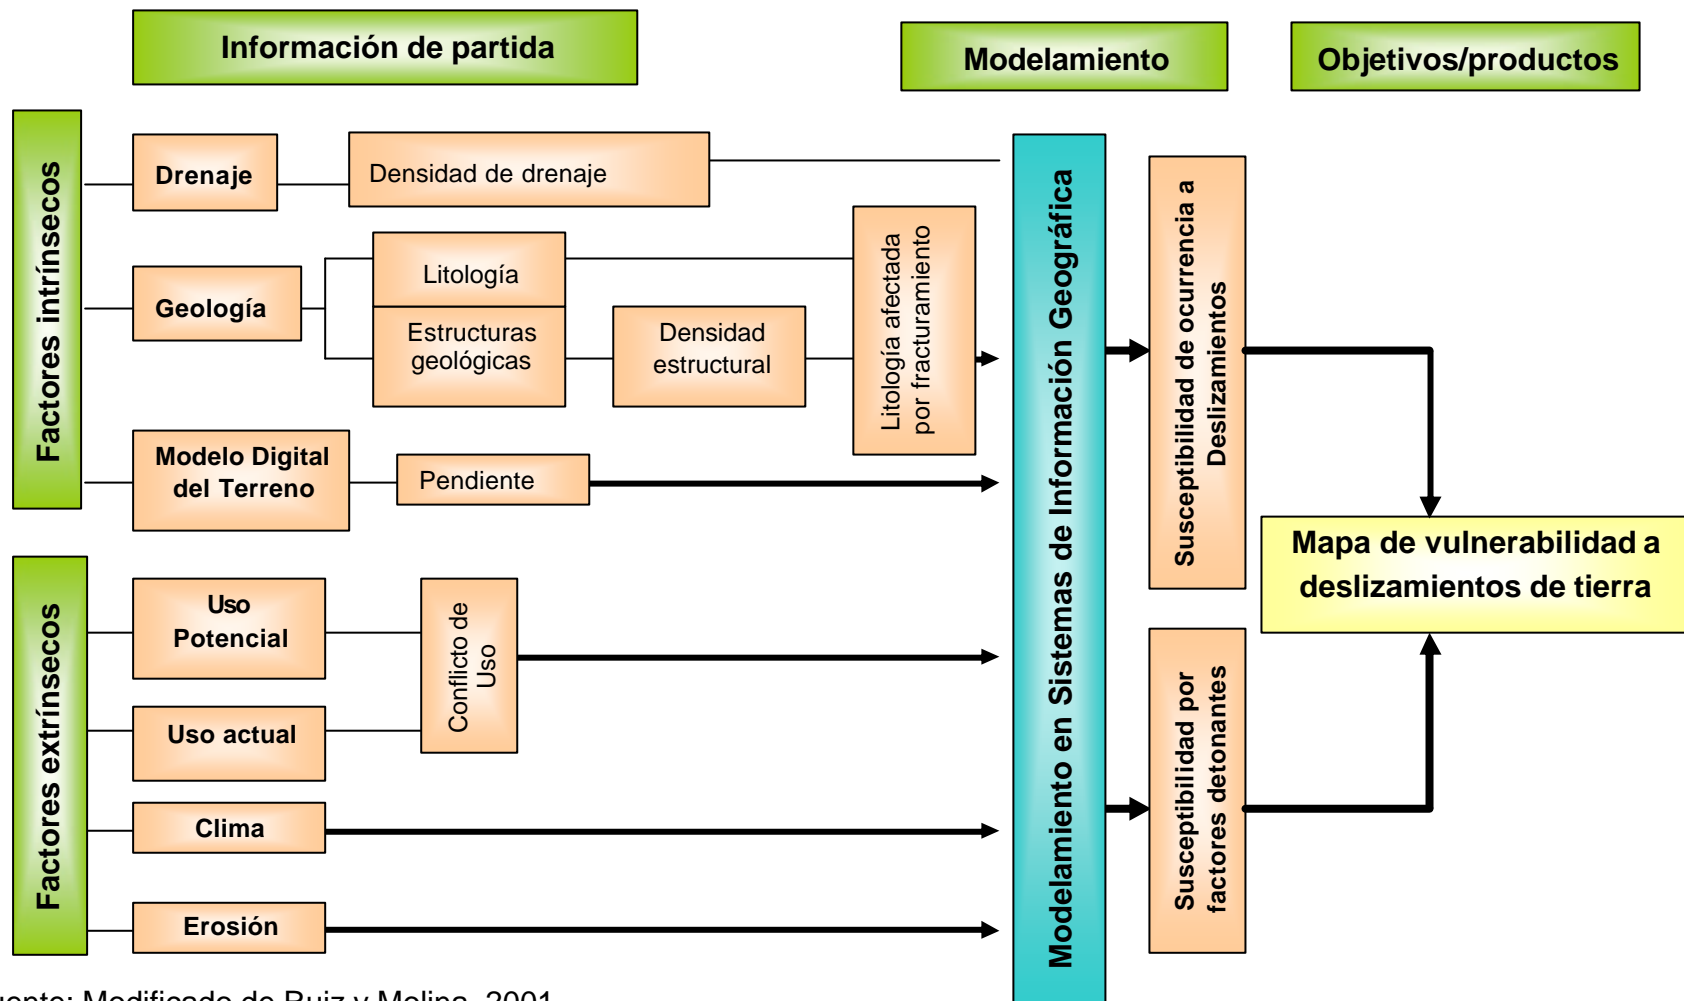 Información de partida
Modelamiento
Objetivos/productos
Factores intrínsecos
Drenaje
Densidad de drenaje
Geología
Litología
Estructuras
geológicas
Densidad
estructural
Litología afectada
por fracturamiento
Modelo Digital
del Terreno
Pendiente
Factores extrínsecos
Uso
Potencial
Uso actual
Conflicto de
Uso
Clima
Erosión
Modelamiento en Sistemas de Información Geográfica
Susceptibilidad de ocurrencia a
Deslizamientos
Susceptibilidad por
factores detonantes
Mapa de vulnerabilidad a
deslizamientos de tierra
uente: Modificado de Ruiz y Molina, 2001